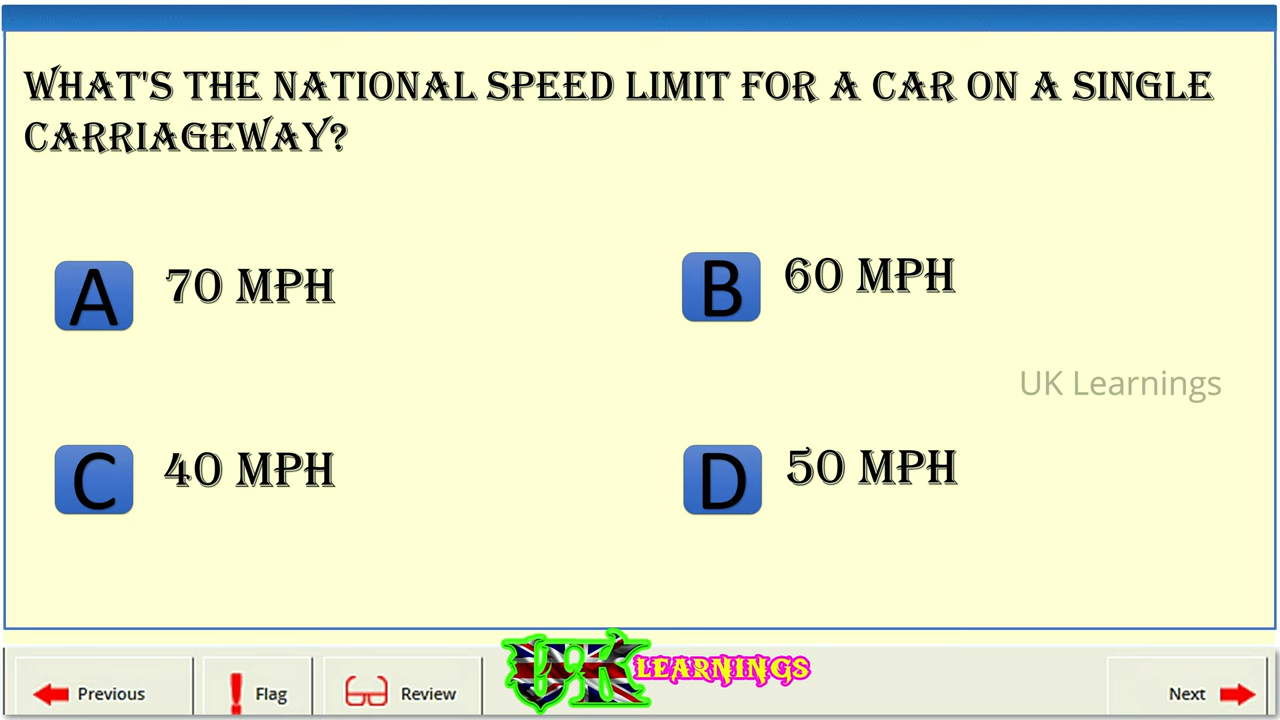 WHAT'S THE NATIONAL SPEED LIMIT FOR A CAR ON A SINGLE
CARRIAGEWAY?
A 70 MPH
B 60 MPH
UK Learnings
C 40 MPH
D 50 MPH
Previous
Flag
Review
UK LEARNINGS
Next